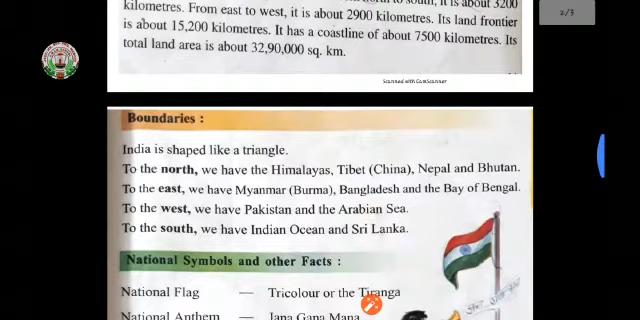 kilometres. From east to west, it is about 2900 kilometres. Its land frontier
is about 15,200 kilometres. It has a coastline of about 7500 kilometres. Its
total land area is about 32,90,000 sq. km.
Scanned with CamScanner
2/3
Boundaries :
India is shaped like a triangle.
To the north, we have the Himalayas, Tibet (China), Nepal and Bhutan.
To the east, we have Myanmar (Burma), Bangladesh and the Bay of Bengal.
To the west, we have Pakistan and the Arabian Sea.
To the south, we have Indian Ocean and Sri Lanka.
National Symbols and other Facts :
National Flag — Tricolour or the Tiranga
National Anthem — Jana Gana Mana